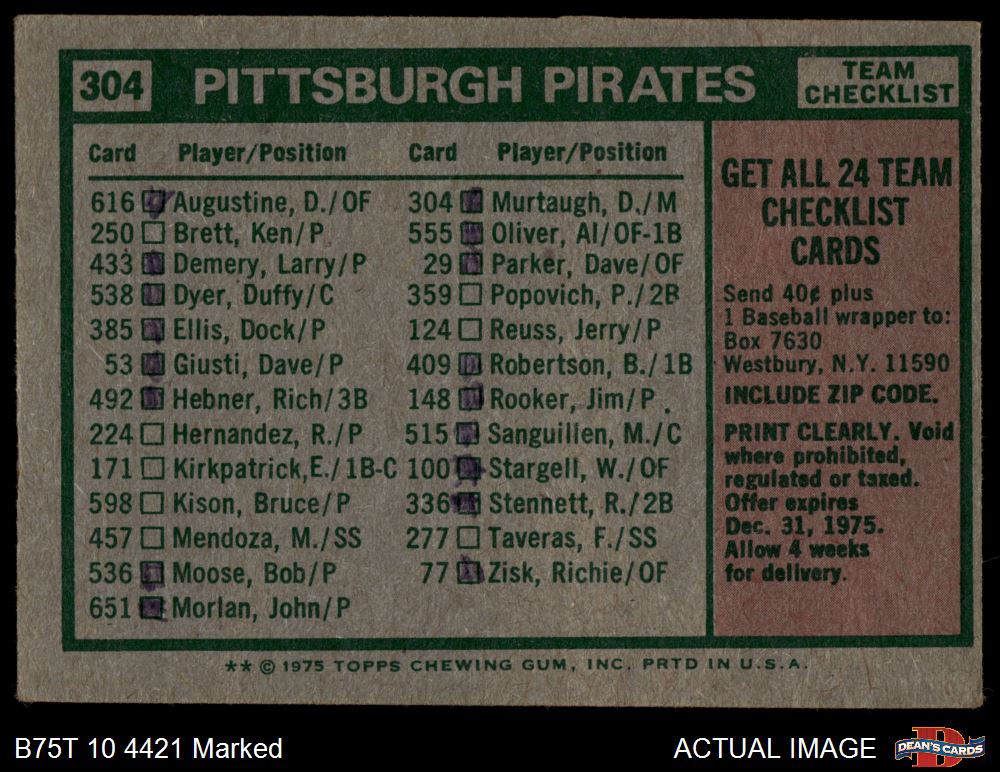 304 PITTSBURGH PIRATES TEAM CHECKLIST
Card Player/Position
616 Augustine, D./OF
250 Brett, Ken/P
433 Demery, Larry/P
538 Dyer, Duffy/C
385 Ellis, Dock/P
53 Giusti, Dave/P
492 Hebner, Rich/3B
224 Hernandez, R./P
171 Kirkpatrick,E./1B-C
598 Kison, Bruce/P
457 Mendoza, M./SS
536 Moose, Bob/P
651 Morlan, John/P
Card Player/Position
304 Murtaugh, D./M
555 Oliver, Al/OF-1B
29 Parker, Dave/OF
359 Popovich, P./2B
124 Reuss, Jerry/P
409 Robertson, B./1B
148 Rooker, Jim/P
515 Sanguillen, M./C
100 Stargell, W./OF
336 Stennett, R./2B
277 Taveras, F./SS
77 Zisk, Richie/OF
GET ALL 24 TEAM
CHECKLIST
CARDS
Send 40¢ plus
1 Baseball wrapper to:
Box 7630
Westbury, N.Y. 11590
INCLUDE ZIP CODE.
PRINT CLEARLY. Void
where prohibited,
regulated or taxed.
Offer expires
Dec. 31, 1975.
Allow 4 weeks
for delivery.
** © 1975 TOPPS CHEWING GUM, INC. PRTD IN U.S.A.
B75T 10 4421 Marked
ACTUAL IMAGE
DEAN'S CARDS